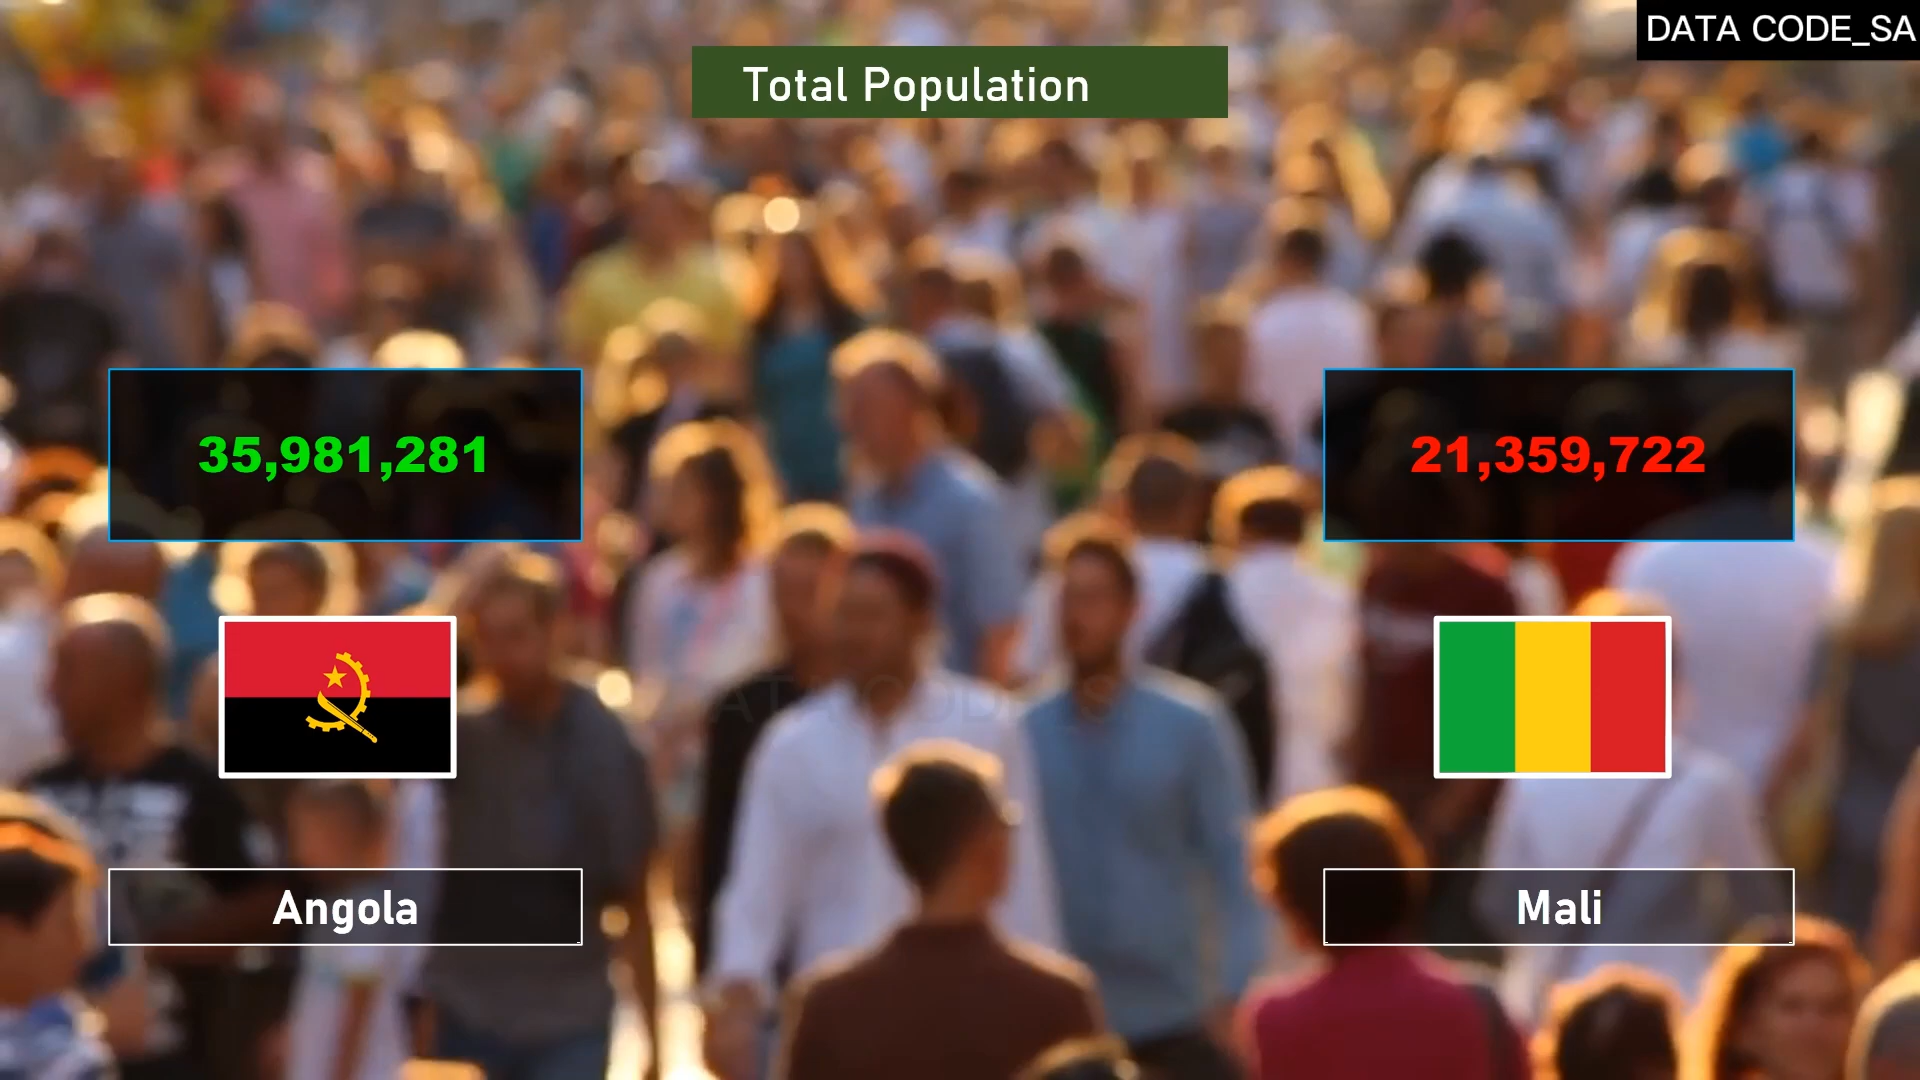 DATA CODE_SA
Total Population
35,981,281
21,359,722
Angola
Mali